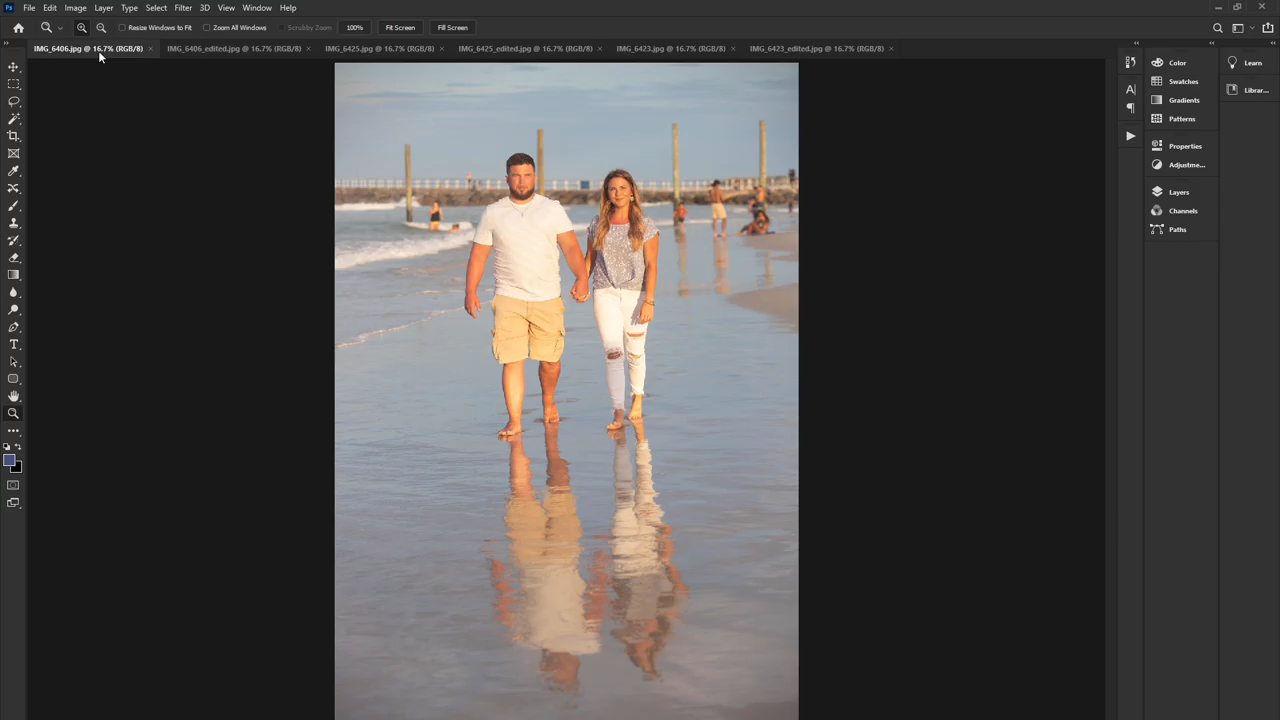 Ps File Edit Image Layer Type Select Filter 3D View Window Help
Resize Windows to Fit Zoom All Windows Scrubby Zoom 100% Fit Screen Fill Screen
IMG_6406.jpg @ 16.7% (RGB/8) × IMG_6406_edited.jpg @ 16.7% (RGB/8) × IMG_6425.jpg @ 16.7% (RGB/8) × IMG_6425_edited.jpg @ 16.7% (RGB/8) × IMG_6423.jpg @ 16.7% (RGB/8) × IMG_6423_edited.jpg @ 16.7% (RGB/8) ×
Color
Swatches
Gradients
Patterns
Properties
Adjustme...
Layers
Channels
Paths
Learn
Librar...